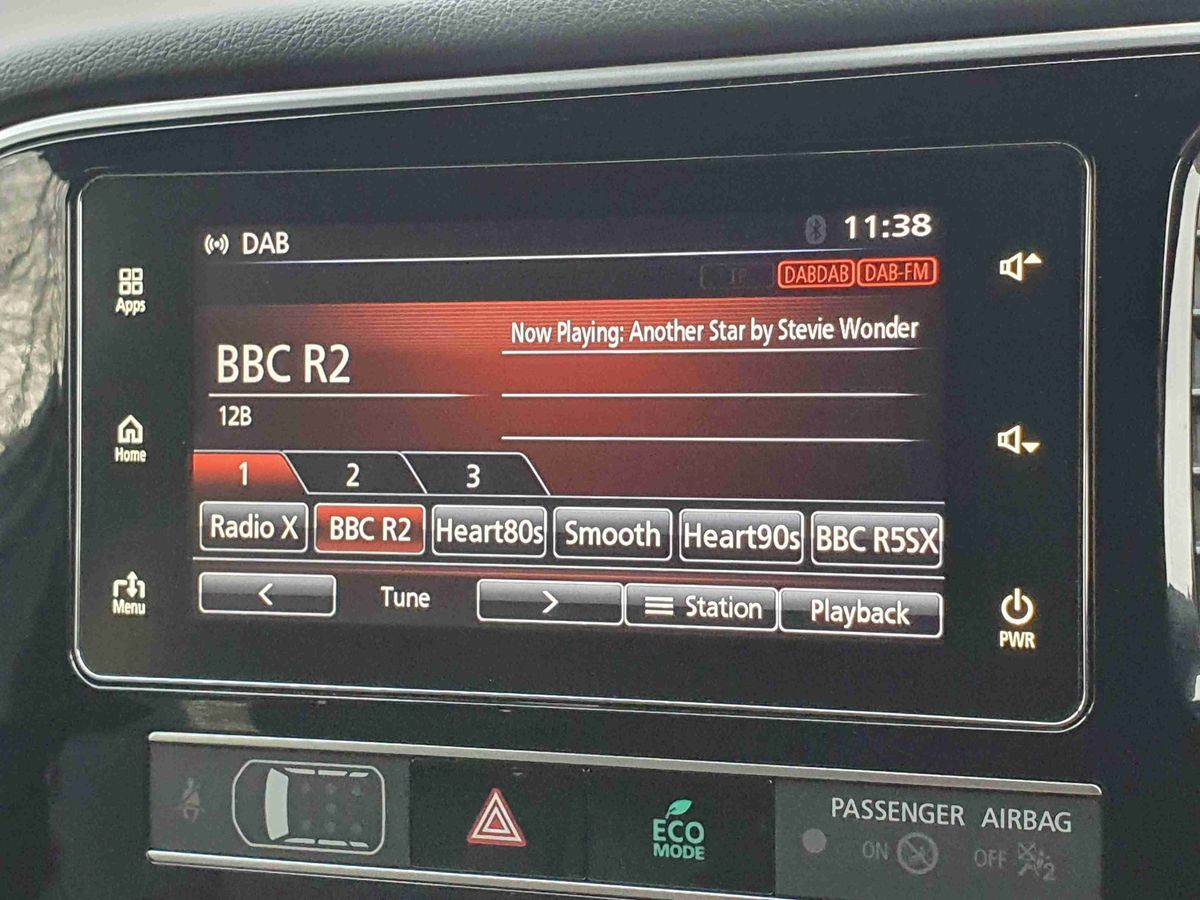 DAB
11:38
TP
DABDAB
DAB-FM
Apps
Now Playing: Another Star by Stevie Wonder
BBC R2
12B
Home
1 2 3
Radio X BBC R2 Heart80s Smooth Heart90s BBC R5SX
Menu
< Tune > Station Playback
PWR
ECO
MODE
PASSENGER AIRBAG
ON OFF 2